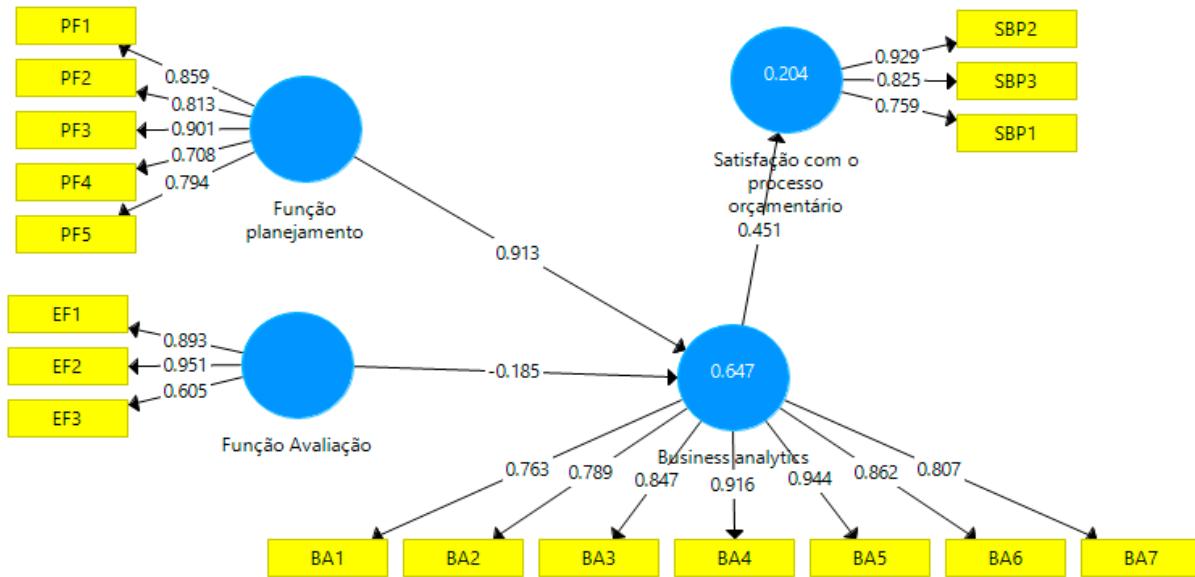 PF1
PF2
PF3
PF4
PF5
0.859
0.813
0.901
0.708
0.794
Função
planejamento
0.913
EF1
EF2
EF3
0.893
0.951
0.605
Função Avaliação
-0.185
0.204
Satisfação com o
processo
orçamentário
0.929
0.825
0.759
SBP2
SBP3
SBP1
0.451
0.647
Business analytics
0.763
0.789
0.847
0.916
0.944
0.862
0.807
BA1
BA2
BA3
BA4
BA5
BA6
BA7